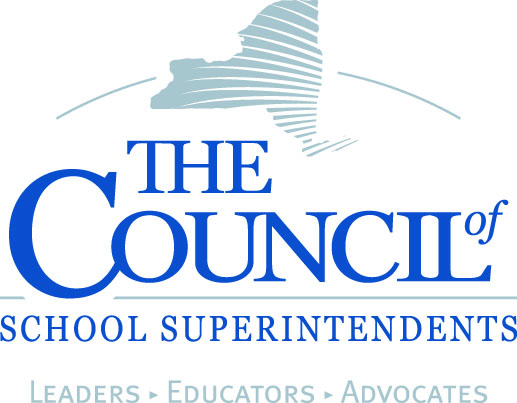 THE
COUNCIL of
SCHOOL SUPERINTENDENTS
LEADERS ▸ EDUCATORS ▸ ADVOCATES